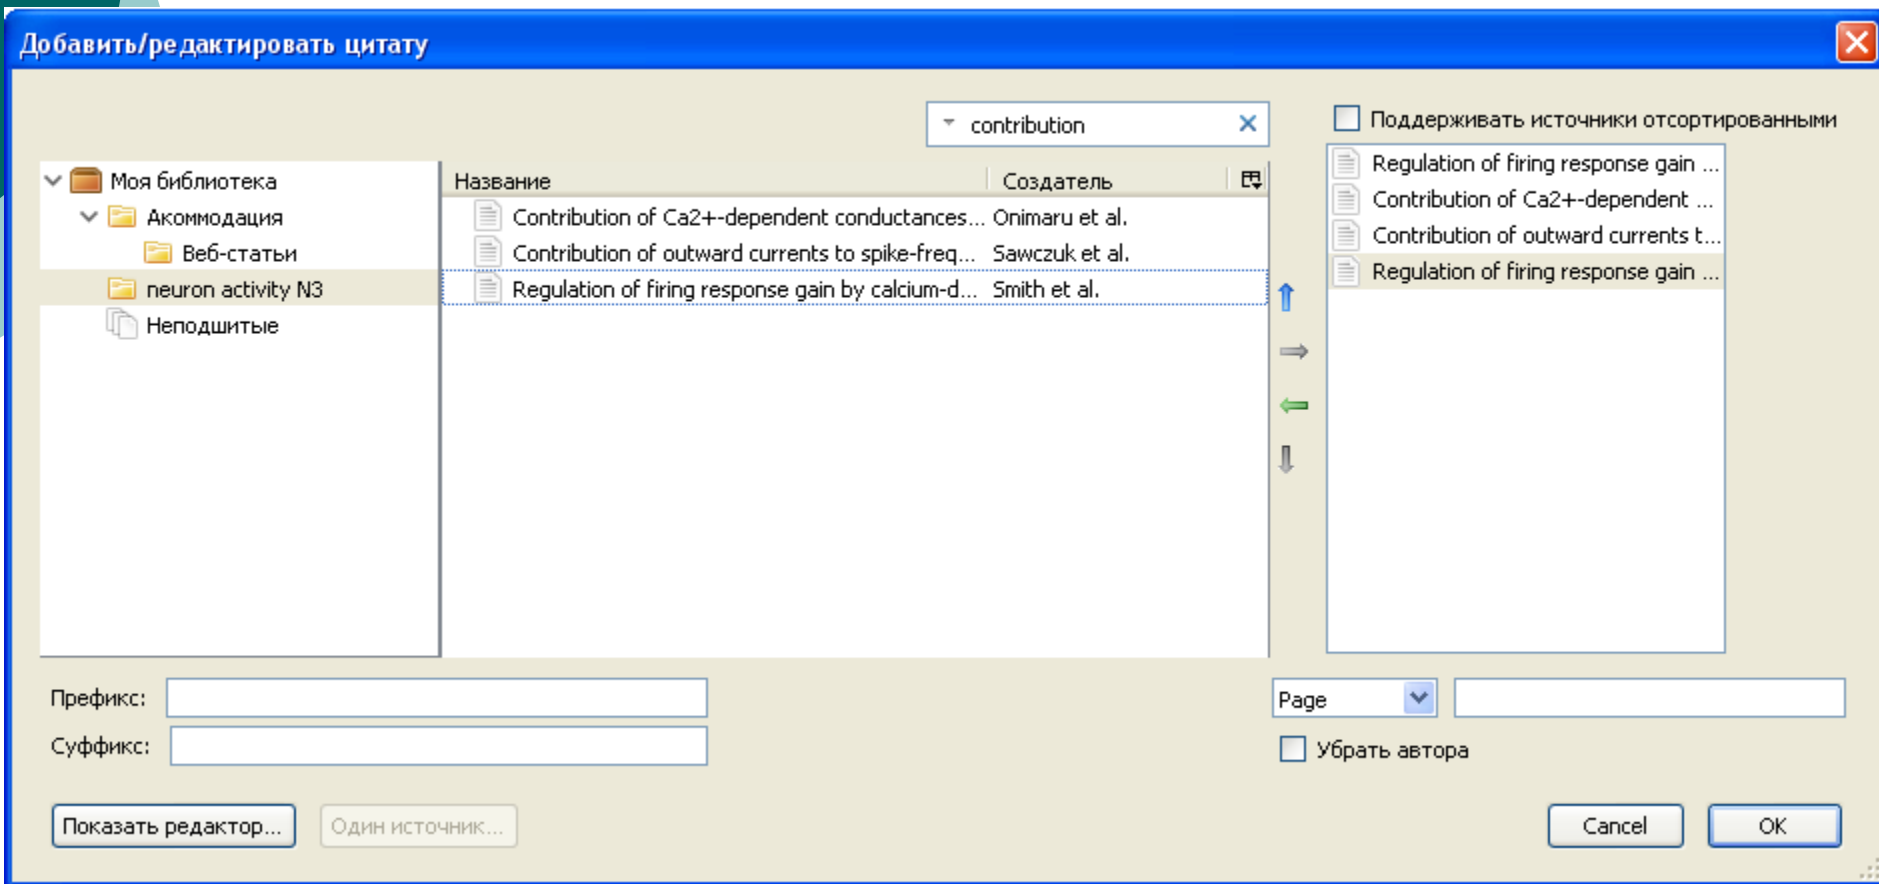 Добавить/редактировать цитату
contribution
Поддерживать источники отсортированными
Моя библиотека
Акоммодация
Веб-статьи
neuron activity N3
Неподшитые
Название Создатель
Contribution of Ca2+-dependent conductances... Onimaru et al.
Contribution of outward currents to spike-freq... Sawczuk et al.
Regulation of firing response gain by calcium-d... Smith et al.
Regulation of firing response gain ...
Contribution of Ca2+-dependent ...
Contribution of outward currents t...
Regulation of firing response gain ...
Префикс:
Суффикс:
Page
Убрать автора
Показать редактор...
Один источник...
Cancel
OK